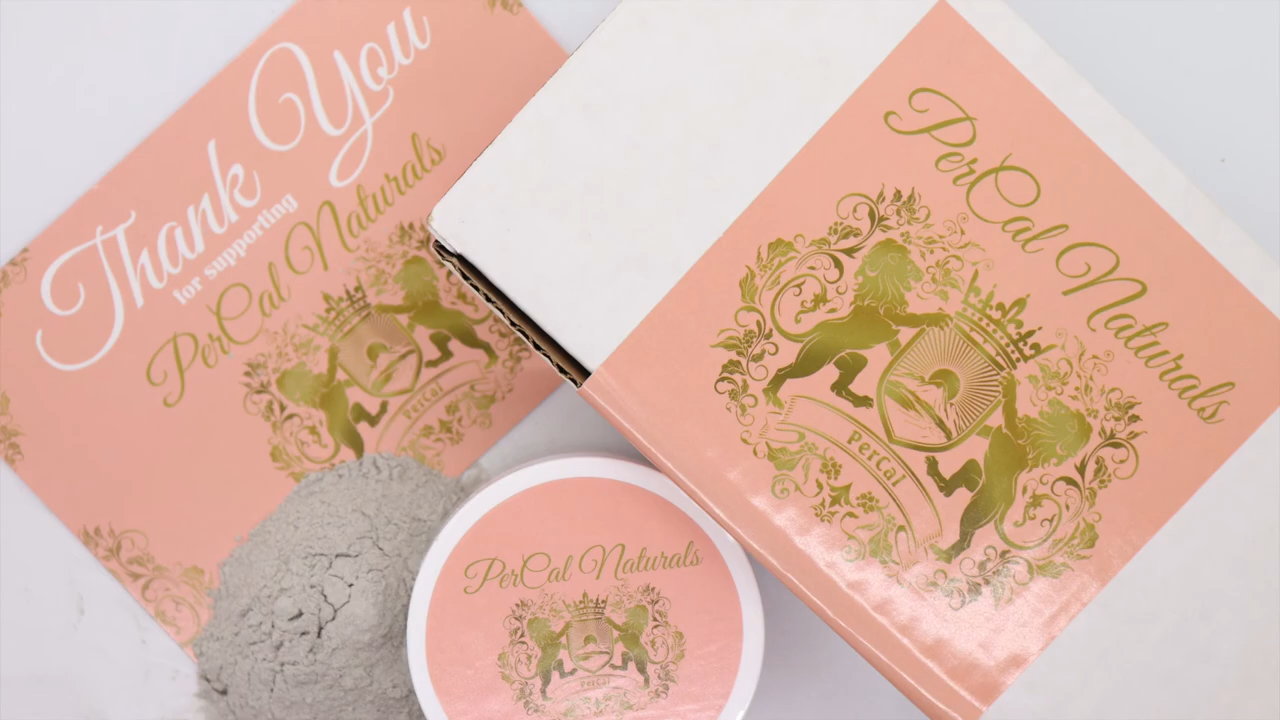 Thank You
for supporting
PerCal Naturals
PerCal
PerCal Naturals
PerCal
PerCal Naturals
PerCal